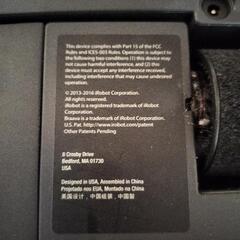 This device complies with Part 15 of the FCC
Rules and ICES-003 Rules. Operation is subject to
the following two conditions (1) this device may
not cause harmful interference, and (2) this
device must accept any interference received,
including interference that may cause undesired
operation.
© 2013-2016 iRobot Corporation.
All rights reserved.
iRobot is a registered trademark of iRobot
Corporation.
Braava is a trademark of iRobot Corporation.
U.S. Pat. http://www.irobot.com/patent
Other Patents Pending
8 Crosby Drive
Bedford, MA 01730
USA
Designed in USA, Assembled in China
Projetado nos EUA, Montado na China
美国设计，中国组装，中国製